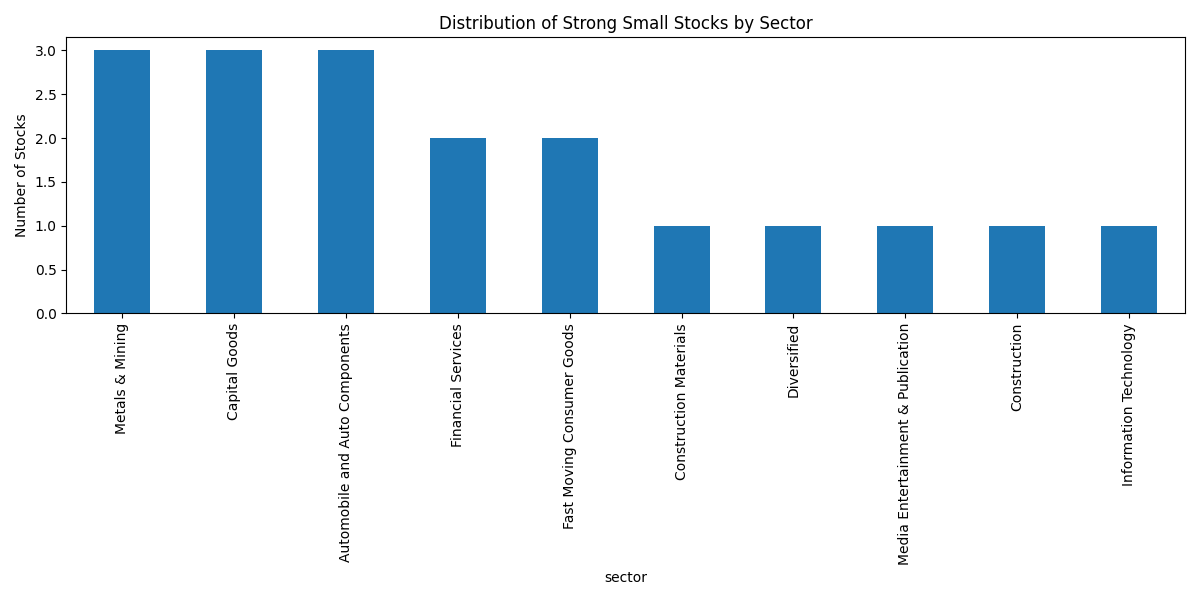 Distribution of Strong Small Stocks by Sector
Number of Stocks
3.0
2.5
2.0
1.5
1.0
0.5
0.0
Metals & Mining
Capital Goods
Automobile and Auto Components
Financial Services
Fast Moving Consumer Goods
Construction Materials
Diversified
Media Entertainment & Publication
Construction
Information Technology
sector